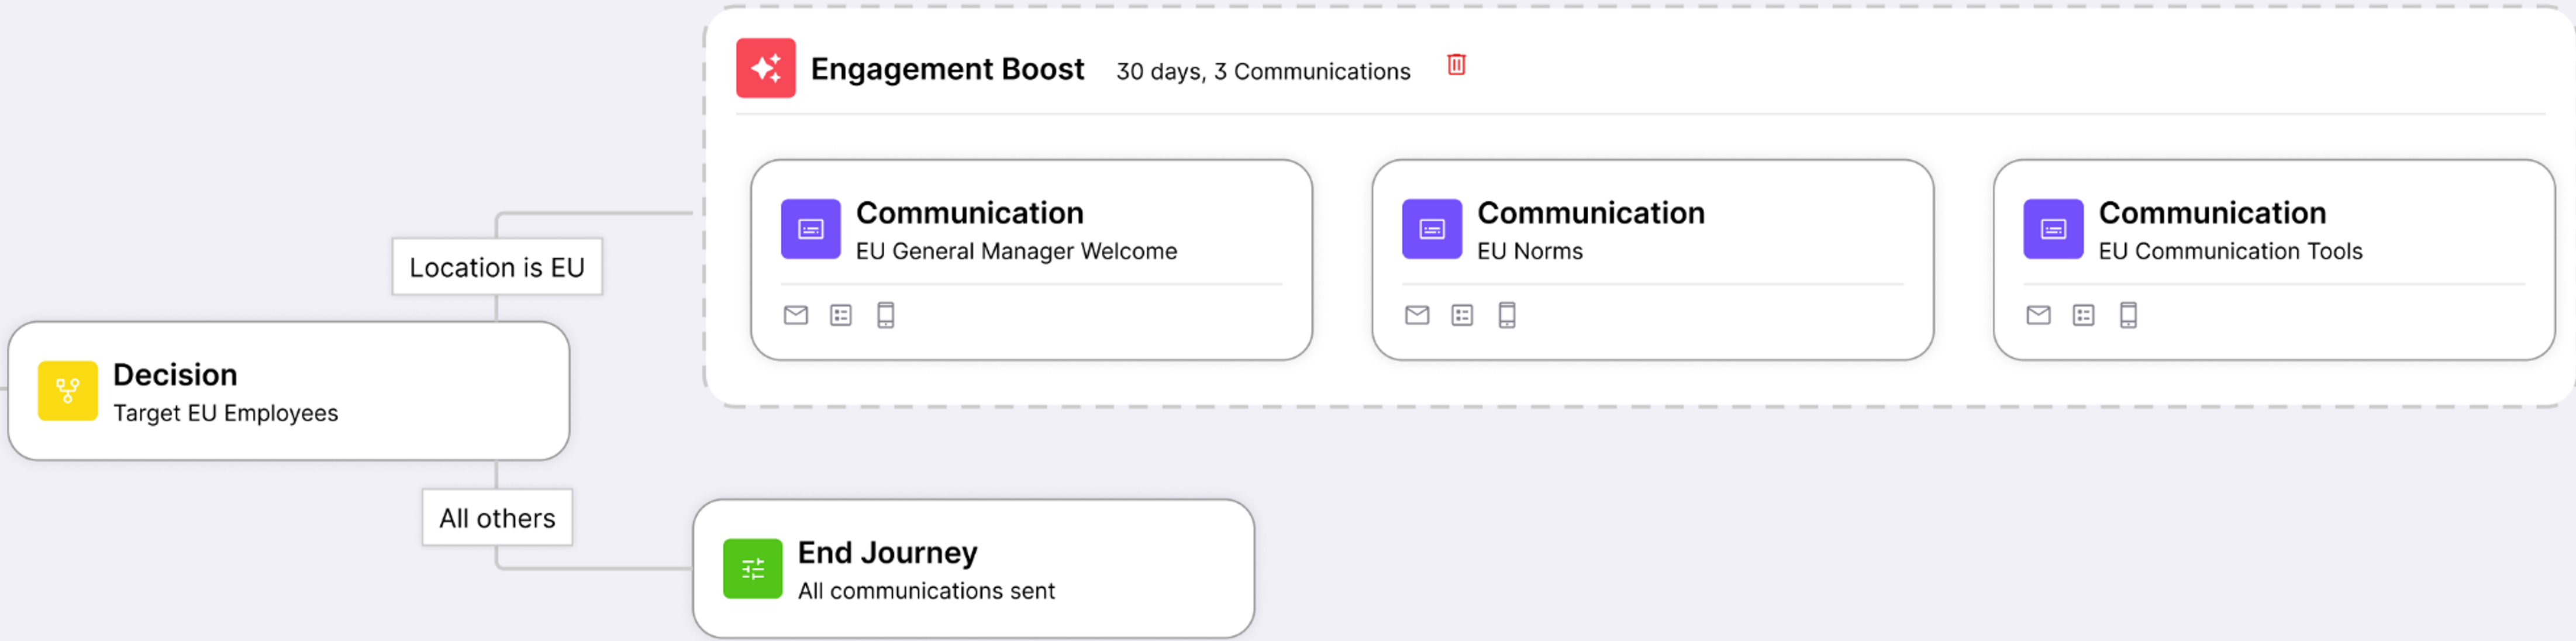 Engagement Boost 30 days, 3 Communications
Communication
EU General Manager Welcome
Communication
EU Norms
Communication
EU Communication Tools
Location is EU
Decision
Target EU Employees
All others
End Journey
All communications sent